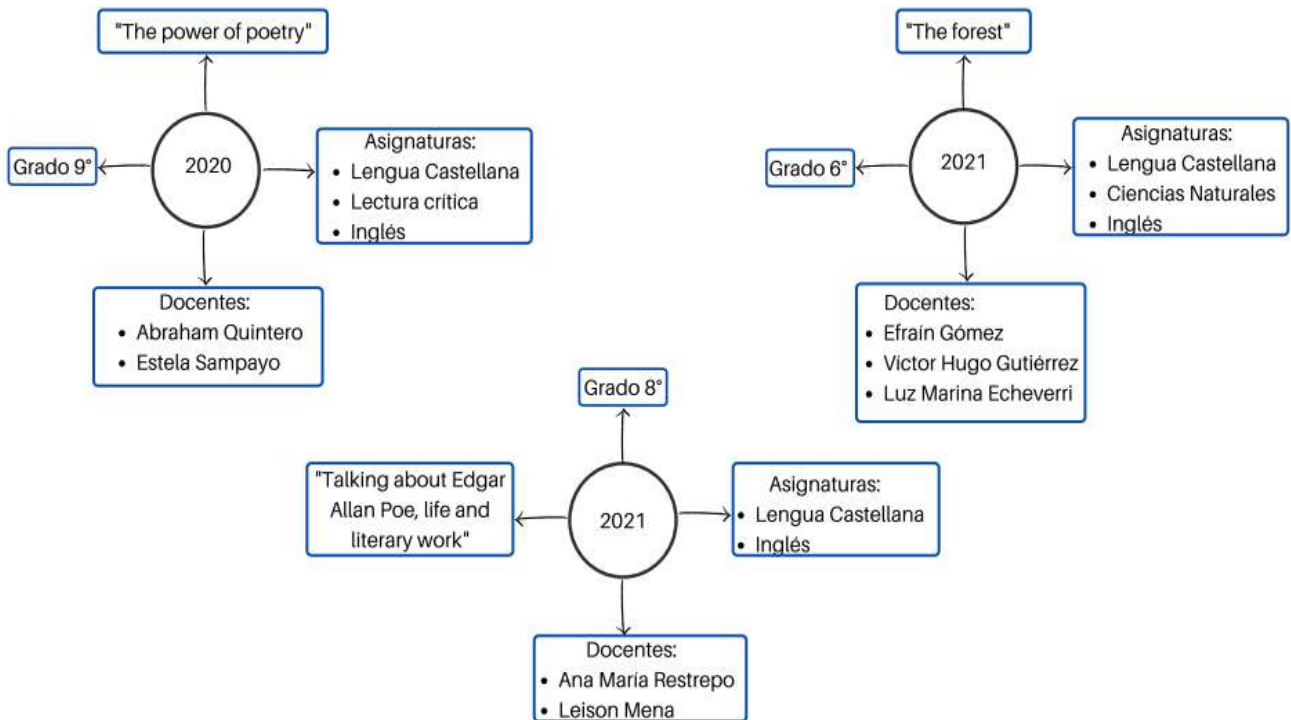 "The power of poetry"
Grado 9°
2020
Asignaturas:
• Lengua Castellana
• Lectura crítica
• Inglés
Docentes:
• Abraham Quintero
• Estela Sampayo
"The forest"
Grado 6°
2021
Asignaturas:
• Lengua Castellana
• Ciencias Naturales
• Inglés
Docentes:
• Efraín Gómez
• Víctor Hugo Gutiérrez
• Luz Marina Echeverri
Grado 8°
"Talking about Edgar
Allan Poe, life and
literary work"
2021
Asignaturas:
• Lengua Castellana
• Inglés
Docentes:
• Ana María Restrepo
• Leison Mena